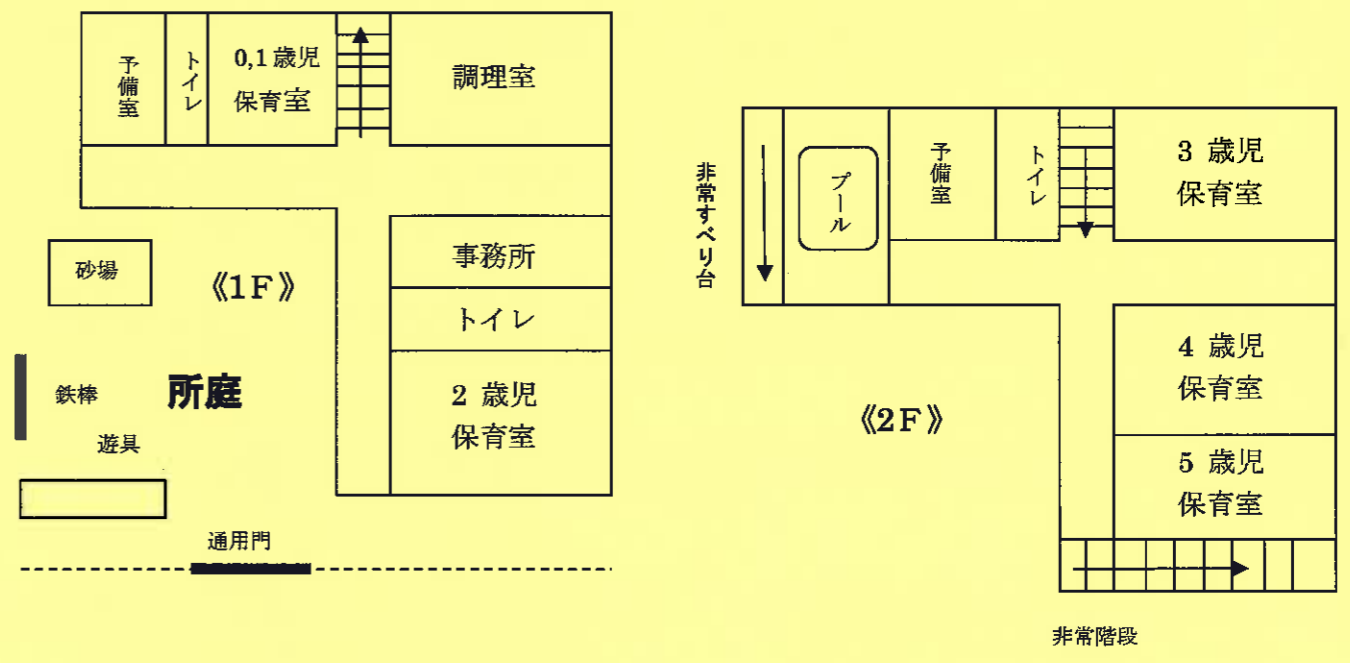 予備室
トイレ
0,1 歳児
保育室
調理室
事務所
トイレ
2 歳児
保育室
砂場
《1F》
鉄棒
所庭
遊具
通用門
非常すべり台
プール
予備室
トイレ
3 歳児
保育室
4 歳児
保育室
5 歳児
保育室
《2F》
非常階段